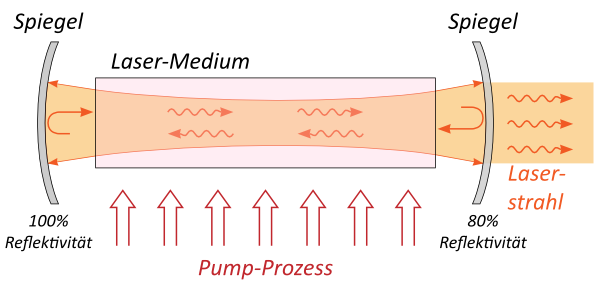 Spiegel
Spiegel
Laser-Medium
Laser-
strahl
100%
Reflektivität
80%
Reflektivität
Pump-Prozess